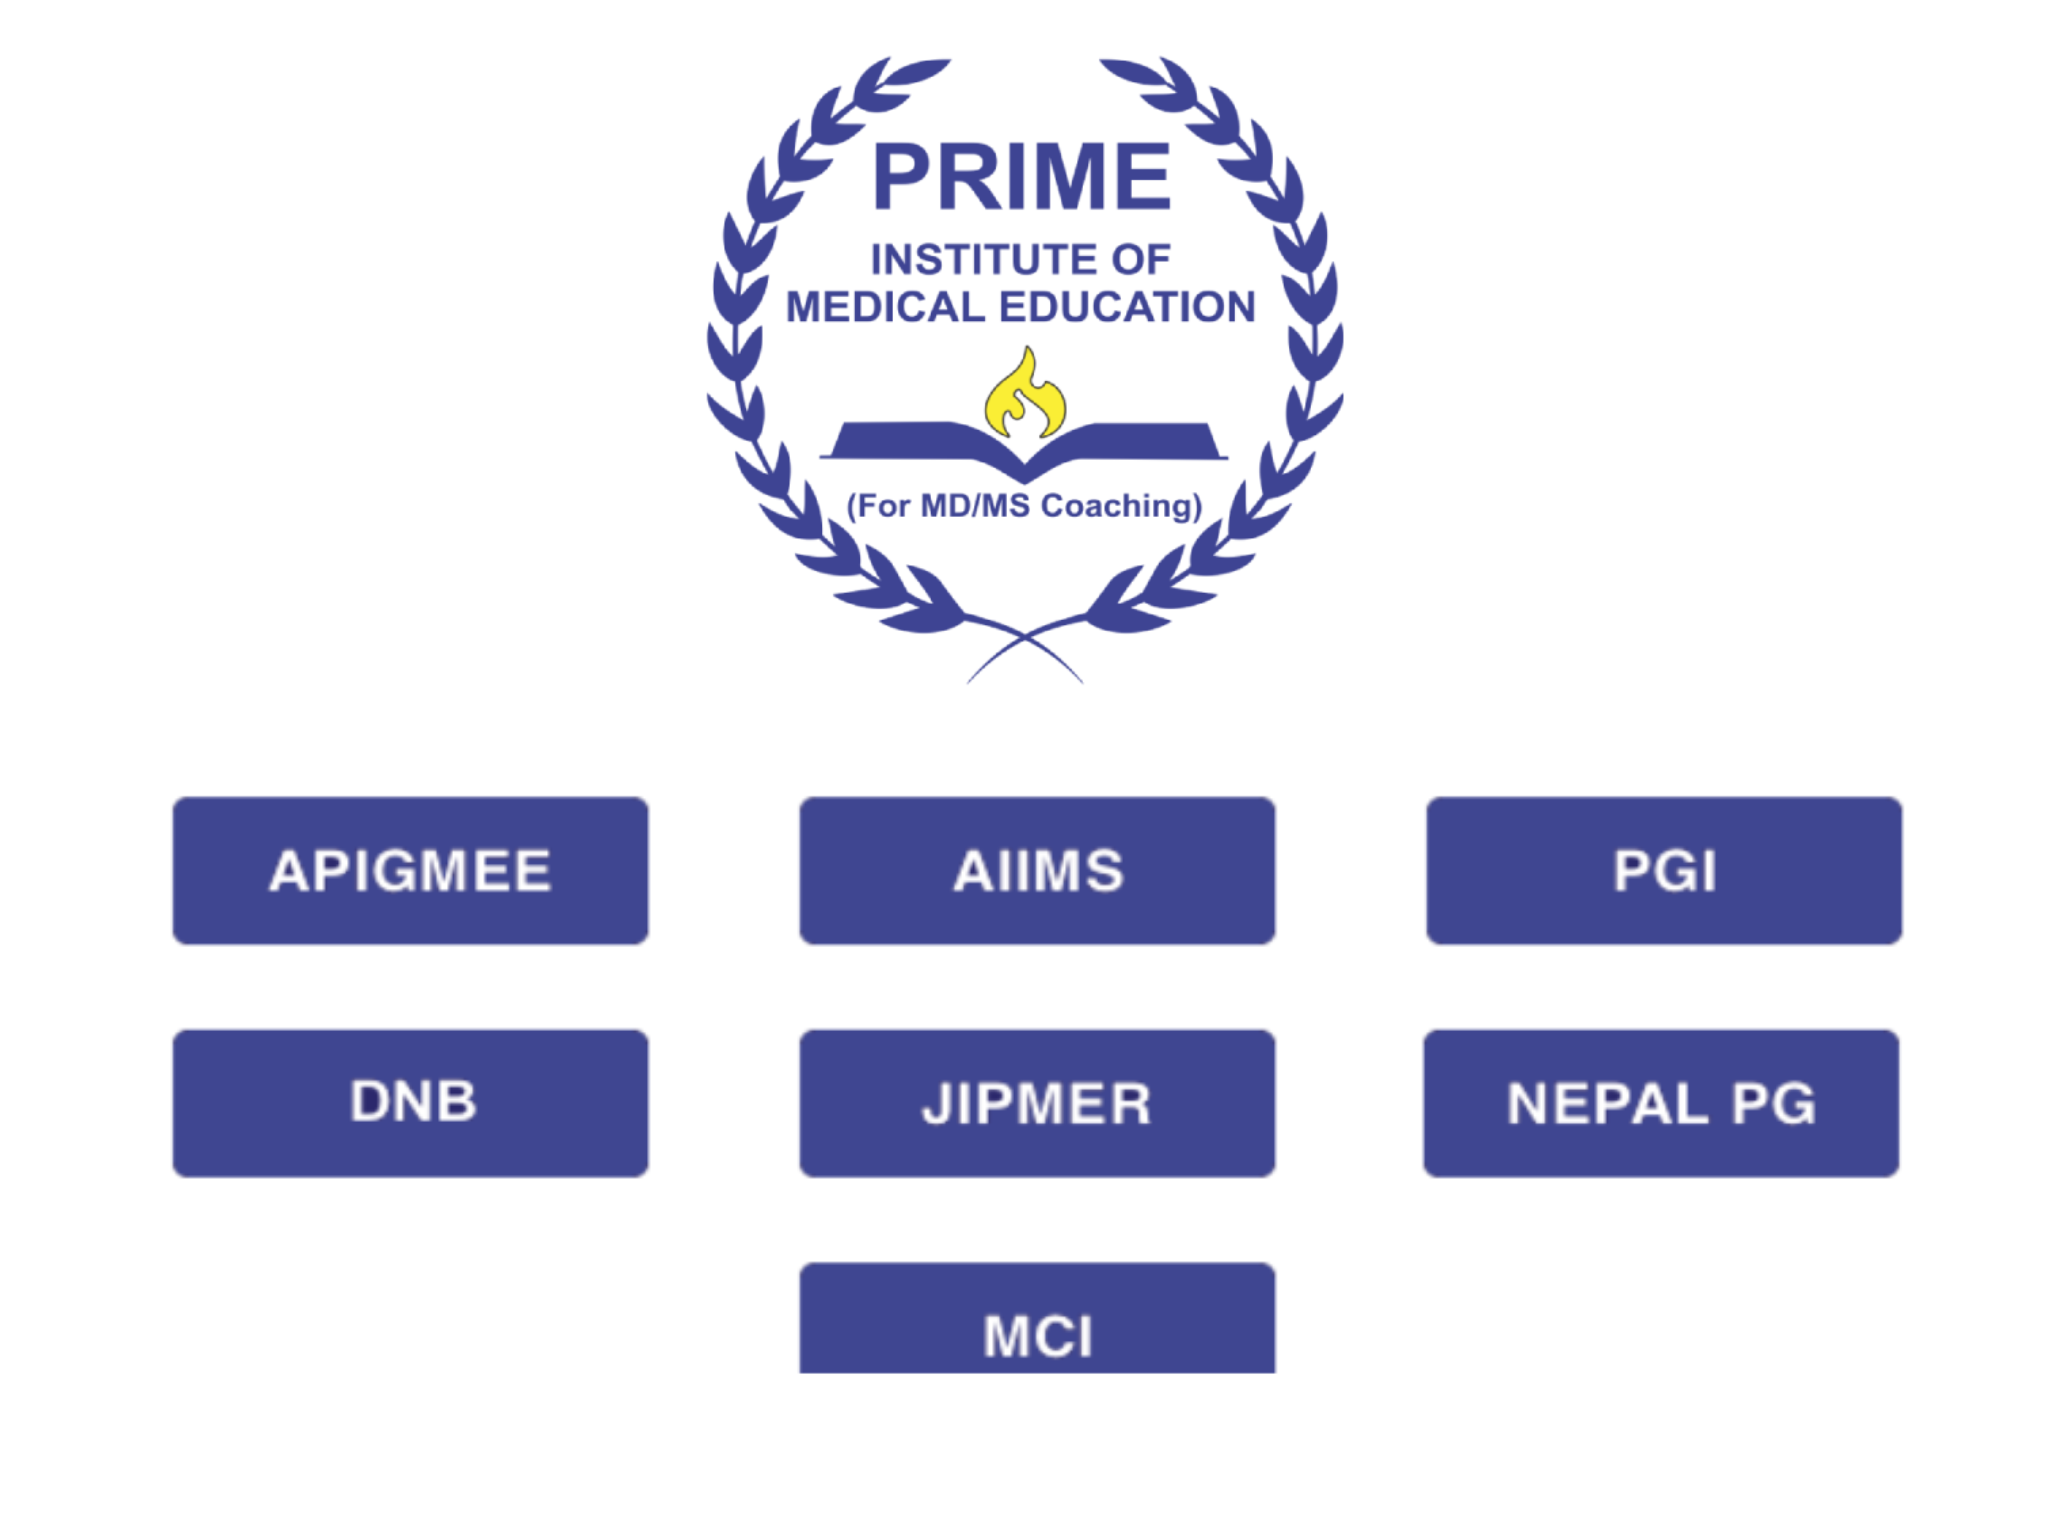 PRIME
INSTITUTE OF
MEDICAL EDUCATION
(For MD/MS Coaching)
APIGMEE
AIIMS
PGI
DNB
JIPMER
NEPAL PG
MCI